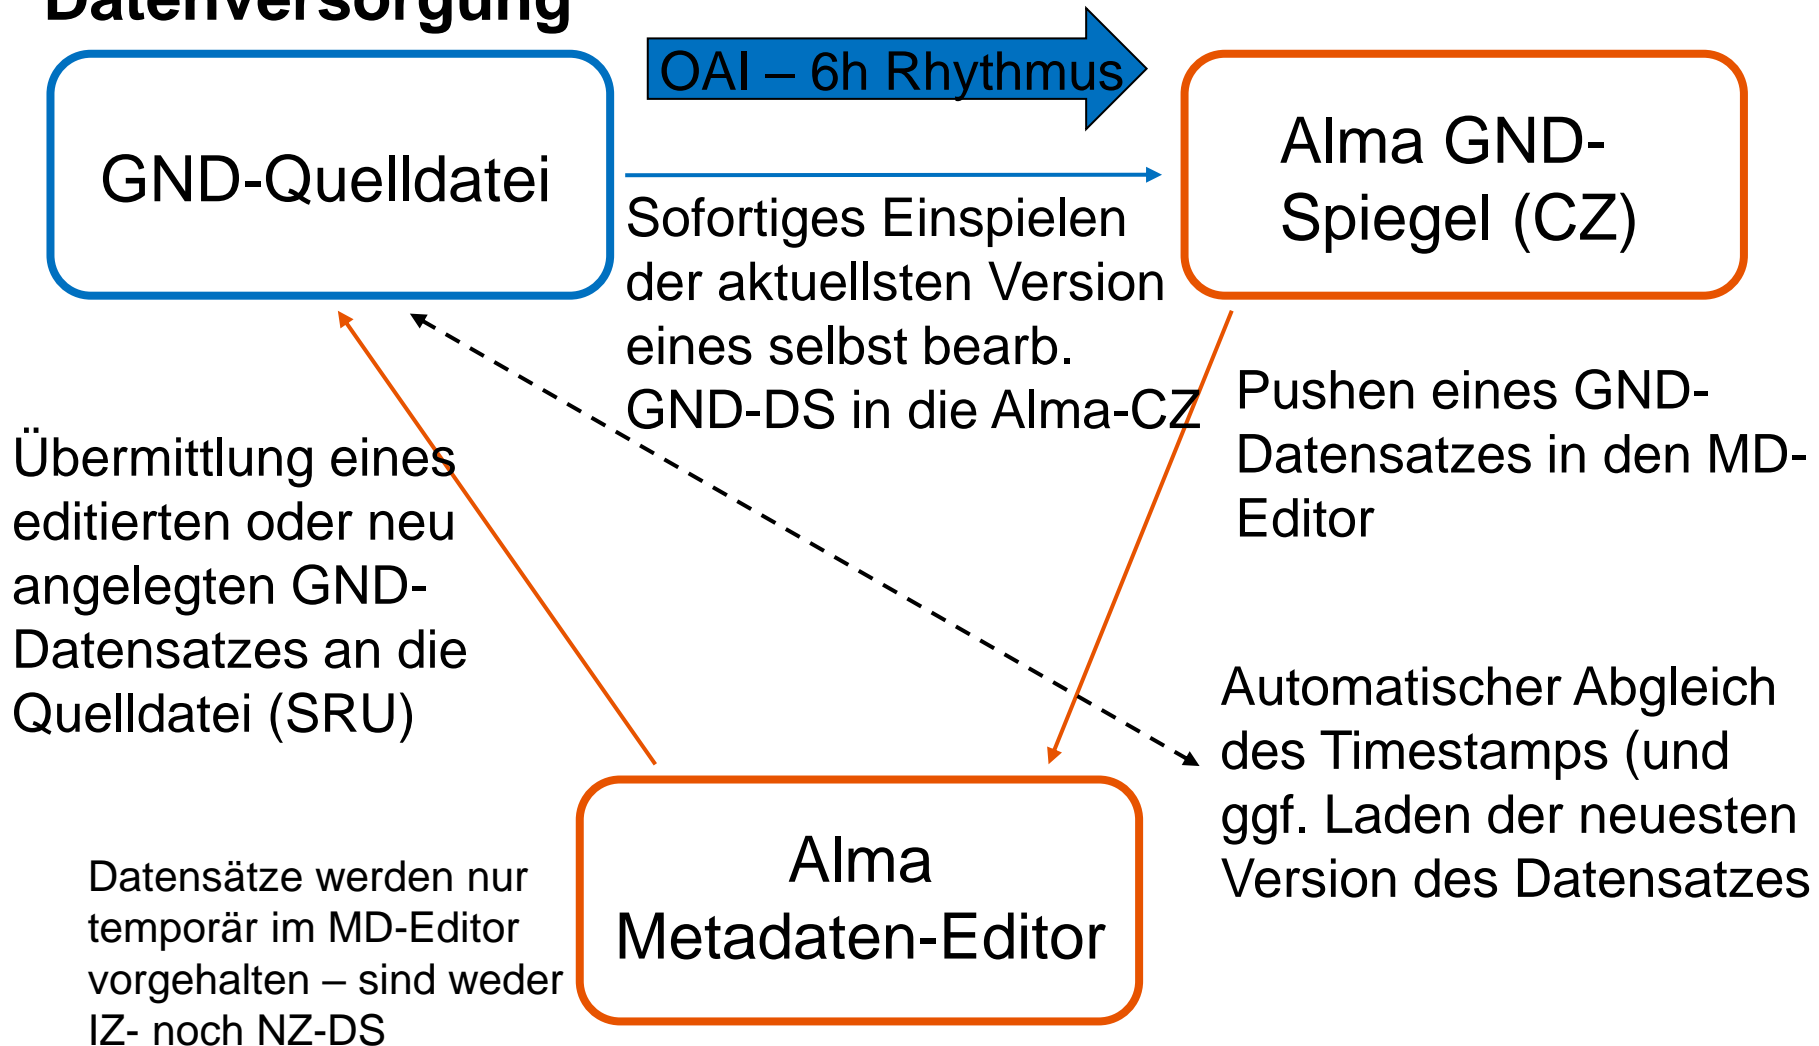 Datenversorgung
OAI – 6h Rhythmus
GND-Quelldatei
Alma GND-
Spiegel (CZ)
Sofortiges Einspielen
der aktuellsten Version
eines selbst bearb.
GND-DS in die Alma-CZ
Pushen eines GND-
Datensatzes in den MD-
Editor
Übermittlung eines
editierten oder neu
angelegten GND-
Datensatzes an die
Quelldatei (SRU)
Automatischer Abgleich
des Timestamps (und
ggf. Laden der neuesten
Version des Datensatzes
Alma
Metadaten-Editor
Datensätze werden nur
temporär im MD-Editor
vorgehalten – sind weder
IZ- noch NZ-DS